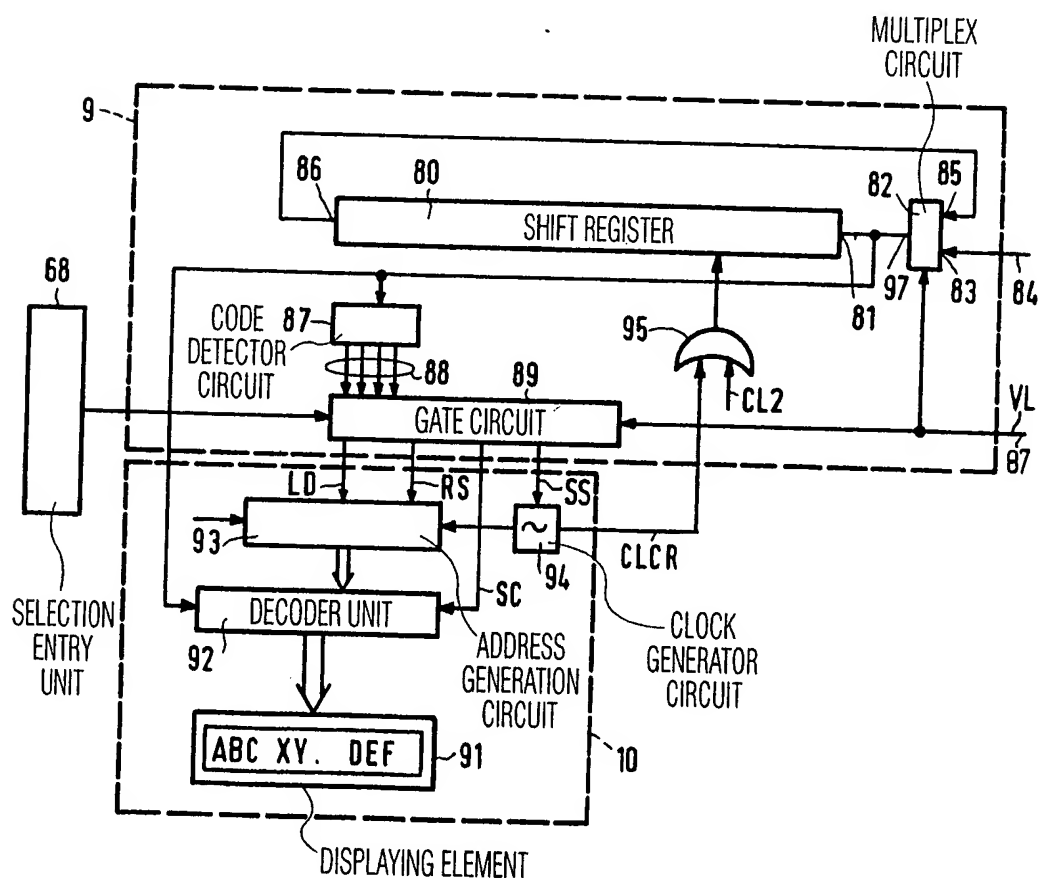 MULTIPLEX
CIRCUIT
9
86
80
82
85
SHIFT REGISTER
97
83
84
81
68
87
CODE
DETECTOR
CIRCUIT
88
95
89
CL2
GATE CIRCUIT
VL
87
LD
RS
SS
93
94
CLCR
SC
SELECTION
ENTRY
UNIT
DECODER UNIT
92
ADDRESS
GENERATION
CIRCUIT
CLOCK
GENERATOR
CIRCUIT
ABC XY. DEF
91
10
DISPLAYING ELEMENT